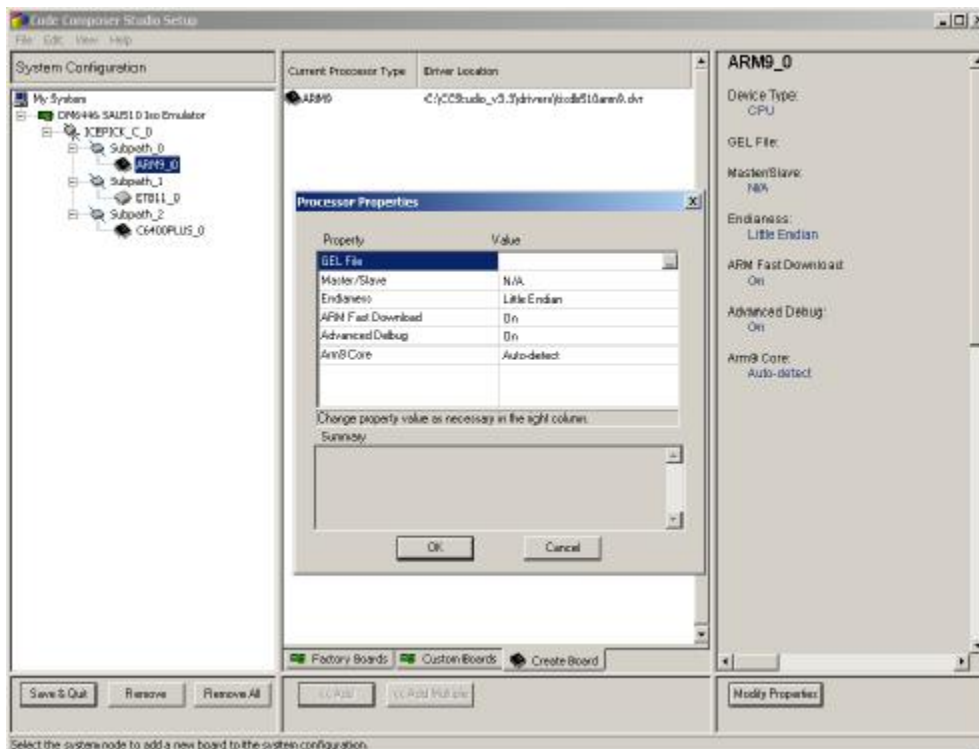 Code Composer Studio Setup
File Edit View Help
System Configuration
My System
DM6446 SAU510 Iso Emulator
ICEPICK_C_0
Subpath_0
ARM9_0
Subpath_1
ETB11_0
Subpath_2
C6400PLUS_0
Save & Quit
Remove
Remove All
Current Processor Type
Driver Location
ARM9
Processor Properties
Property
Value
GEL File
...
Master/Slave
N/A
Endianess
Little Endian
ARM Fast Download
On
Advanced Debug
On
Arm9 Core
Auto-detect
Change property value as necessary in the right column.
Summary
OK
Cancel
Factory Boards
Custom Boards
Create Board
<< Add
<< Add Multiple
ARM9_0
Device Type:
CPU
GEL File:
Master/Slave:
N/A
Endianess:
Little Endian
ARM Fast Download:
On
Advanced Debug:
On
Arm9 Core:
Auto-detect
Modify Properties
Select the system node to add a new board to the system configuration.